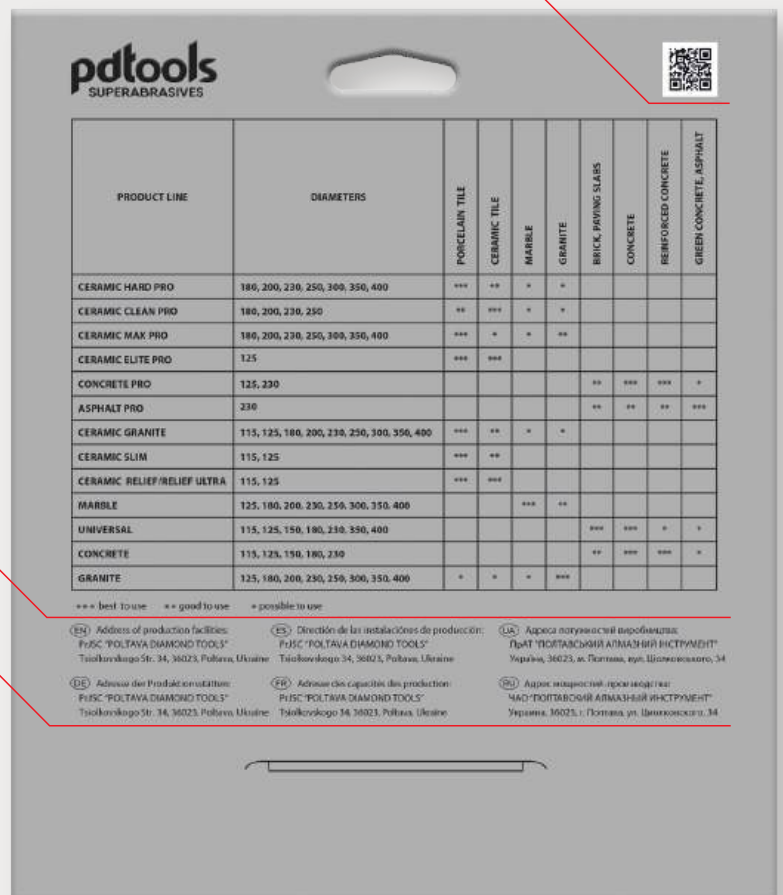 pdtools
SUPERABRASIVES
PRODUCT LINE DIAMETERS PORCELAIN TILE CERAMIC TILE MARBLE GRANITE BRICK, PAVING SLABS CONCRETE REINFORCED CONCRETE GREEN CONCRETE, ASPHALT
CERAMIC HARD PRO 180, 200, 230, 250, 300, 350, 400 *** ** * *
CERAMIC CLEAN PRO 180, 200, 230, 250 ** *** * *
CERAMIC MAX PRO 180, 200, 230, 250, 300, 350, 400 *** * * **
CERAMIC ELITE PRO 125 *** ***
CONCRETE PRO 125, 230 ** *** *** *
ASPHALT PRO 230 ** ** ** ***
CERAMIC GRANITE 115, 125, 180, 200, 230, 250, 300, 350, 400 *** ** * *
CERAMIC SLIM 115, 125 *** **
CERAMIC RELIEF/RELIEF ULTRA 115, 125 *** ***
MARBLE 125, 180, 200, 230, 250, 300, 350, 400 *** **
UNIVERSAL 115, 125, 150, 180, 230, 350, 400 *** *** * *
CONCRETE 115, 125, 150, 180, 230 ** *** *** *
GRANITE 125, 180, 200, 230, 250, 300, 350, 400 * * * ***
*** best to use ** good to use * possible to use
EN Address of production facilities:
PrJSC "POLTAVA DIAMOND TOOLS"
Tsiolkovskogo Str. 34, 36023, Poltava, Ukraine
ES Directión de las instalaciónes de producción:
PrJSC "POLTAVA DIAMOND TOOLS"
Tsiolkovskogo 34, 36023, Poltava, Ukraine
UA Адреса потужностей виробництва:
ПрАТ "ПОЛТАВСЬКИЙ АЛМАЗНИЙ ІНСТРУМЕНТ"
Україна, 36023, м. Полтава, вул. Ціолковського, 34
DE Adresse der Produktionsstätten:
PrJSC "POLTAVA DIAMOND TOOLS"
Tsiolkovskogo Str. 34, 36023, Poltava, Ukraine
FR Adresse des capacités des production:
PrJSC "POLTAVA DIAMOND TOOLS"
Tsiolkovskogo 34, 36023, Poltava, Ukraine
RU Адрес мощностей производства:
ЧАО "ПОЛТАВСКИЙ АЛМАЗНЫЙ ИНСТРУМЕНТ"
Украина, 36023, г. Полтава, ул. Циолковского, 34